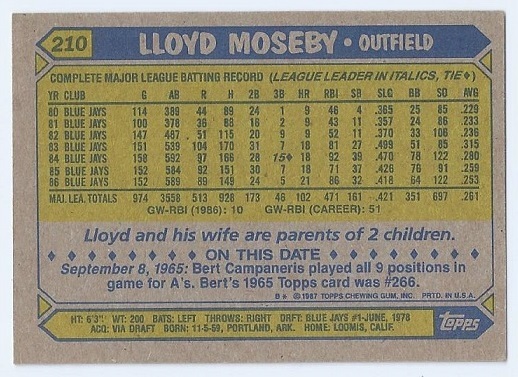 210 LLOYD MOSEBY • OUTFIELD
COMPLETE MAJOR LEAGUE BATTING RECORD (LEAGUE LEADER IN ITALICS, TIE♦)
YR CLUB G AB R H 2B 3B HR RBI SB SLG BB SO AVG
80 BLUE JAYS 114 389 44 89 24 1 9 46 4 .365 25 85 .229
81 BLUE JAYS 100 378 36 88 18 2 9 43 11 .357 24 86 .233
82 BLUE JAYS 147 487 51 115 20 9 9 52 11 .370 33 106 .236
83 BLUE JAYS 151 539 104 170 31 7 18 81 27 .499 51 85 .315
84 BLUE JAYS 158 592 97 166 28 15♦ 18 92 39 .470 78 122 .280
85 BLUE JAYS 152 584 92 151 30 7 18 71 37 .426 76 91 .259
86 BLUE JAYS 152 589 89 149 24 5 21 86 32 .418 64 122 .253
MAJ. LEA. TOTALS 974 3558 513 928 173 46 102 471 161 .421 351 697 .261
GW-RBI (1986): 10 GW-RBI (CAREER): 51
Lloyd and his wife are parents of 2 children.
♦ ♦ ♦ ♦ ♦ ♦ ♦ ON THIS DATE ♦ ♦ ♦ ♦ ♦ ♦ ♦
September 8, 1965: Bert Campaneris played all 9 positions in
game for A's. Bert's 1965 Topps card was #266.
B* © 1987 TOPPS CHEWING GUM, INC. PRTD. IN U.S.A.
HT: 6'3" WT: 200 BATS: LEFT THROWS: RIGHT DRFT: BLUE JAYS #1-JUNE, 1978
ACQ: VIA DRAFT BORN: 11-5-59, PORTLAND, ARK. HOME: LOOMIS, CALIF.
Topps